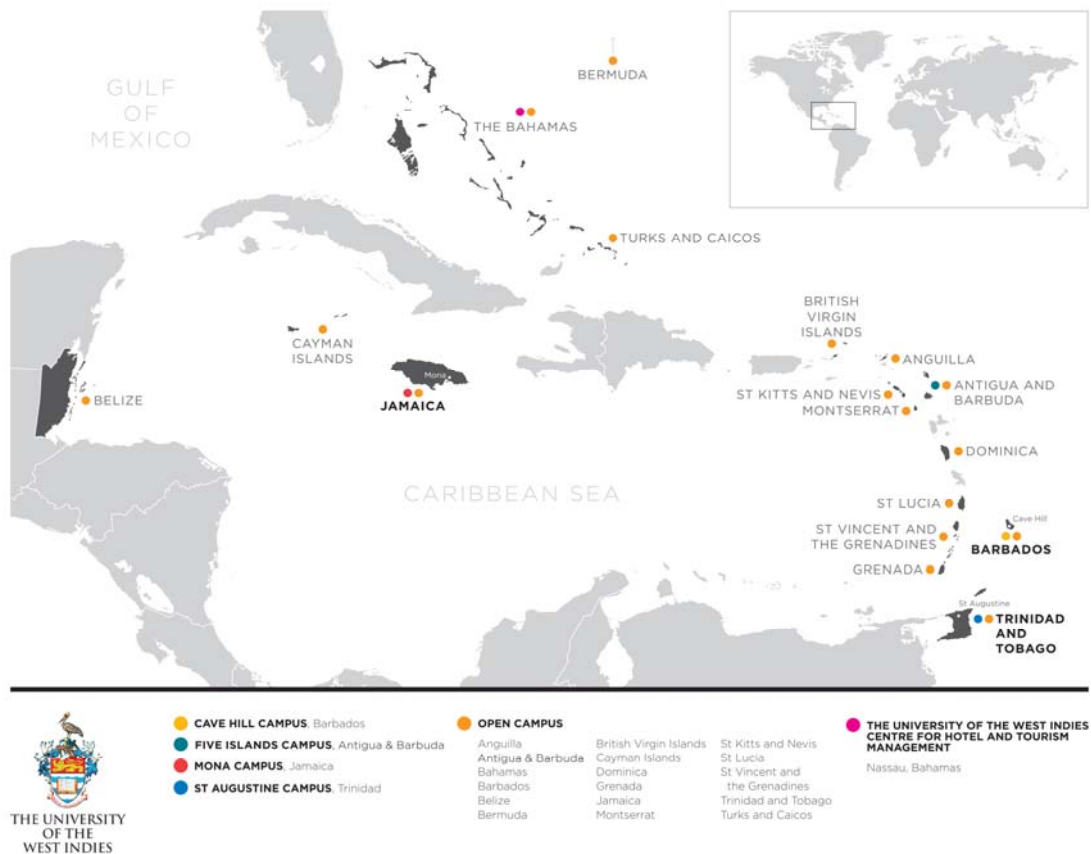 GULF
OF
MEXICO
BERMUDA
THE BAHAMAS
TURKS AND CAICOS
BRITISH
VIRGIN
ISLANDS
CAYMAN
ISLANDS
ANGUILLA
Mona
JAMAICA
BELIZE
ST KITTS AND NEVIS
MONTSERRAT
ANTIGUA AND
BARBUDA
DOMINICA
CARIBBEAN SEA
ST LUCIA
ST VINCENT AND
THE GRENADINES
Cave Hill
BARBADOS
GRENADA
St Augustine
TRINIDAD
AND
TOBAGO
THE UNIVERSITY
OF THE
WEST INDIES
CAVE HILL CAMPUS, Barbados
FIVE ISLANDS CAMPUS, Antigua & Barbuda
MONA CAMPUS, Jamaica
ST AUGUSTINE CAMPUS, Trinidad
OPEN CAMPUS
Anguilla
Antigua & Barbuda
Bahamas
Barbados
Belize
Bermuda
British Virgin Islands
Cayman Islands
Dominica
Grenada
Jamaica
Montserrat
St Kitts and Nevis
St Lucia
St Vincent and
the Grenadines
Trinidad and Tobago
Turks and Caicos
THE UNIVERSITY OF THE WEST INDIES
CENTRE FOR HOTEL AND TOURISM
MANAGEMENT
Nassau, Bahamas